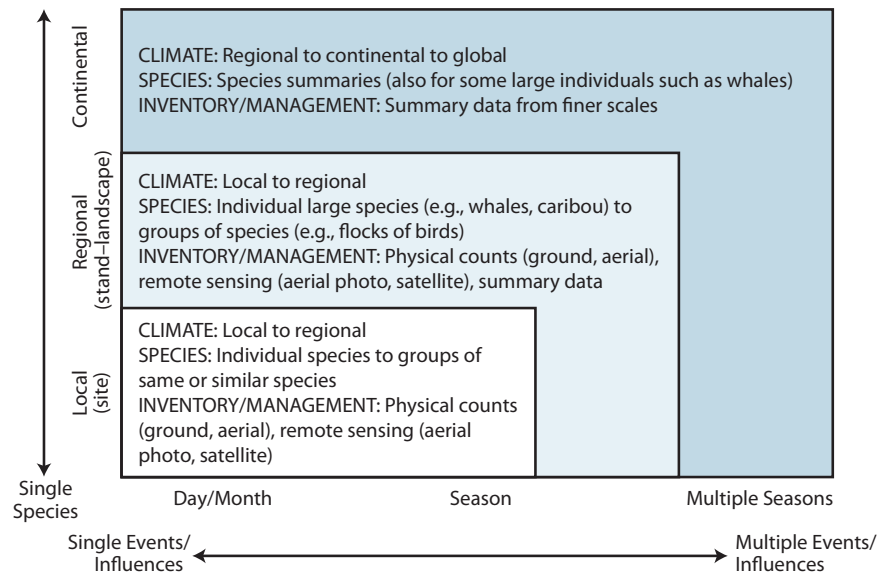 Continental
CLIMATE: Regional to continental to global
SPECIES: Species summaries (also for some large individuals such as whales)
INVENTORY/MANAGEMENT: Summary data from finer scales
Regional
(stand–landscape)
CLIMATE: Local to regional
SPECIES: Individual large species (e.g., whales, caribou) to
groups of species (e.g., flocks of birds)
INVENTORY/MANAGEMENT: Physical counts (ground, aerial),
remote sensing (aerial photo, satellite), summary data
Local
(site)
CLIMATE: Local to regional
SPECIES: Individual species to groups of
same or similar species
INVENTORY/MANAGEMENT: Physical counts
(ground, aerial), remote sensing (aerial
photo, satellite)
Single
Species
Day/Month
Season
Multiple Seasons
Single Events/
Influences
Multiple Events/
Influences